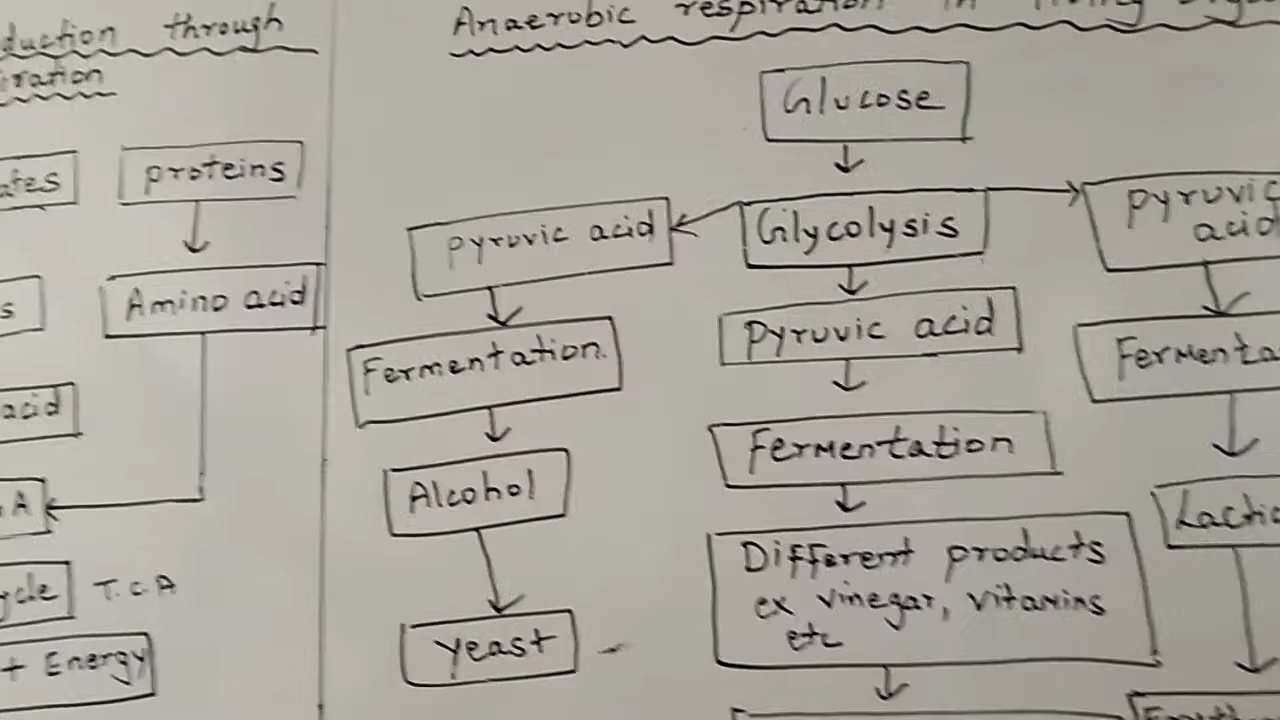 duction through
iration
ates
proteins
s
Amino acid
acid
A
ycle
T.C.A
+ Energy
Anaerobic respiration in
Glucose
Glycolysis
pyruvic acid
Fermentation.
Alcohol
yeast
Pyruvic acid
Fermentation
Different products
ex vinegar, vitamins
etc
pyruvic
acid
Fermenta
Lactic